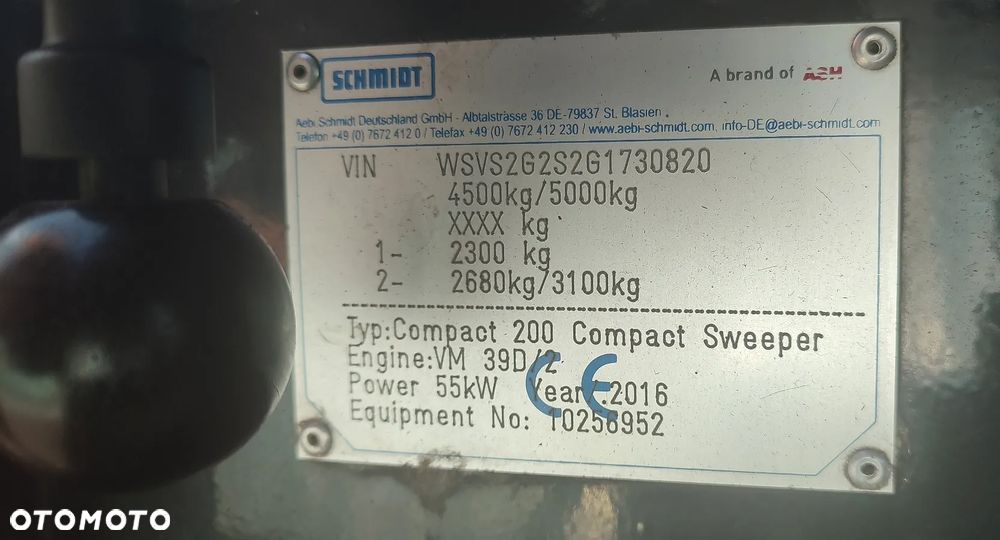 SCHMIDT
A brand of ASH
Aebi Schmidt Deutschland GmbH - Albtalstrasse 36 DE-79837 St. Blasien .
Telefon +49 (0) 7672 412 0 / Telefax +49 (0) 7672 412 230 / www.aebi-schmidt.com, info-DE@aebi-schmidt.com
VIN WSVS2G2S2G1730820
4500kg/5000kg
XXXX kg
1- 2300 kg
2- 2680kg/3100kg
Typ:Compact 200 Compact Sweeper
Engine:VM 39D/2
Power 55kW Year/:2016
CE
Equipment No: 10256952
OTOMOTO